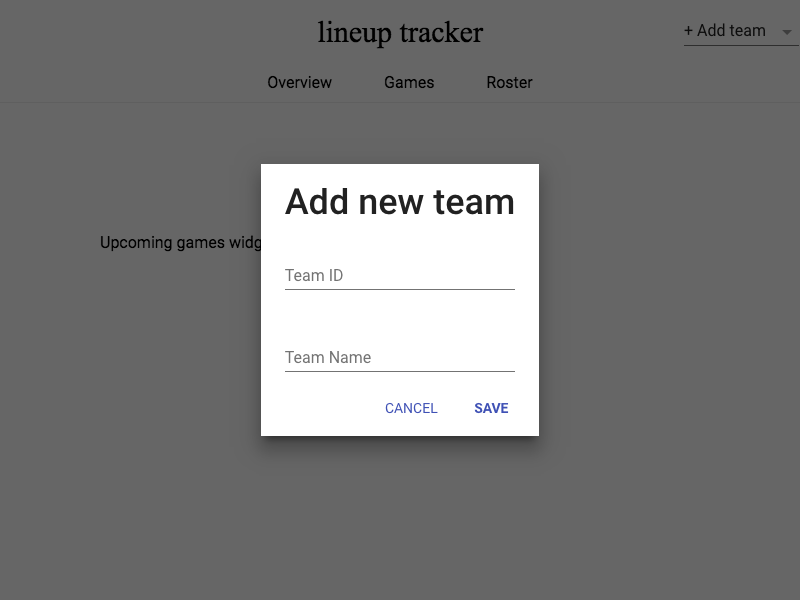 lineup tracker
+ Add team
Overview Games Roster
Upcoming games widg
Add new team
Team ID
Team Name
CANCEL SAVE